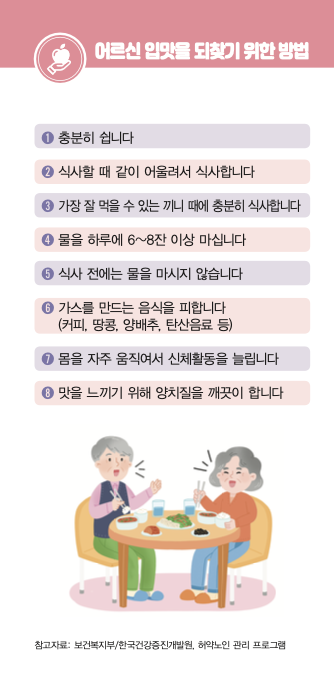 어르신 입맛을 되찾기 위한 방법
1 충분히 쉽니다
2 식사할 때 같이 어울려서 식사합니다
3 가장 잘 먹을 수 있는 끼니 때에 충분히 식사합니다
4 물을 하루에 6~8잔 이상 마십니다
5 식사 전에는 물을 마시지 않습니다
6 가스를 만드는 음식을 피합니다
(커피, 땅콩, 양배추, 탄산음료 등)
7 몸을 자주 움직여서 신체활동을 늘립니다
8 맛을 느끼기 위해 양치질을 깨끗이 합니다
참고자료: 보건복지부/한국건강증진개발원, 허약노인 관리 프로그램